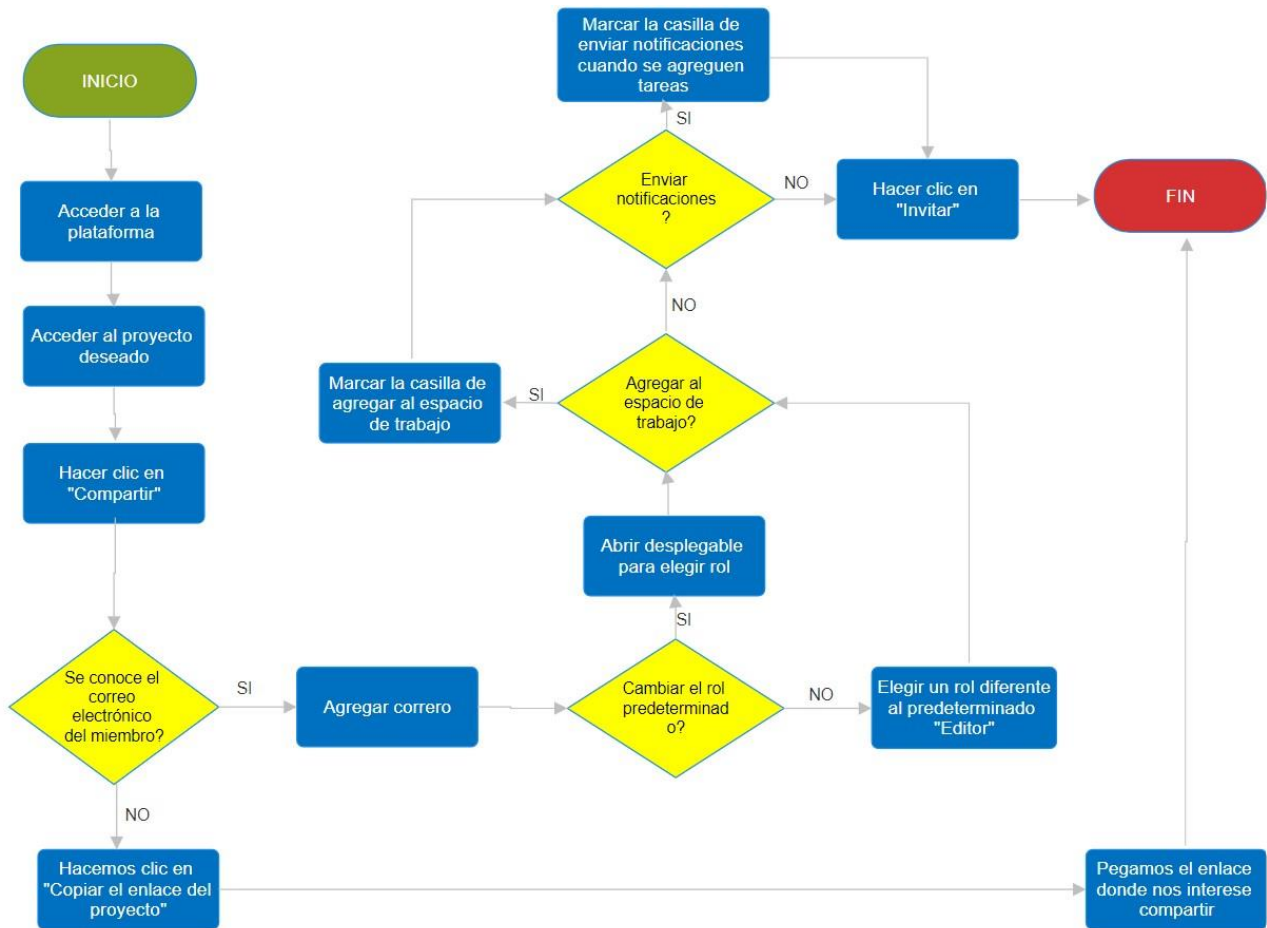 INICIO
Acceder a la
plataforma
Acceder al proyecto
deseado
Hacer clic en
"Compartir"
Se conoce el
correo
electrónico
del miembro?
SI
NO
Agregar correro
Cambiar el rol
predeterminad
o?
SI
NO
Abrir desplegable
para elegir rol
Elegir un rol diferente
al predeterminado
"Editor"
Agregar al
espacio de
trabajo?
SI
NO
Marcar la casilla de
agregar al espacio
de trabajo
Enviar
notificaciones
?
SI
NO
Marcar la casilla de
enviar notificaciones
cuando se agreguen
tareas
Hacer clic en
"Invitar"
FIN
Hacemos clic en
"Copiar el enlace del
proyecto"
Pegamos el enlace
donde nos interese
compartir